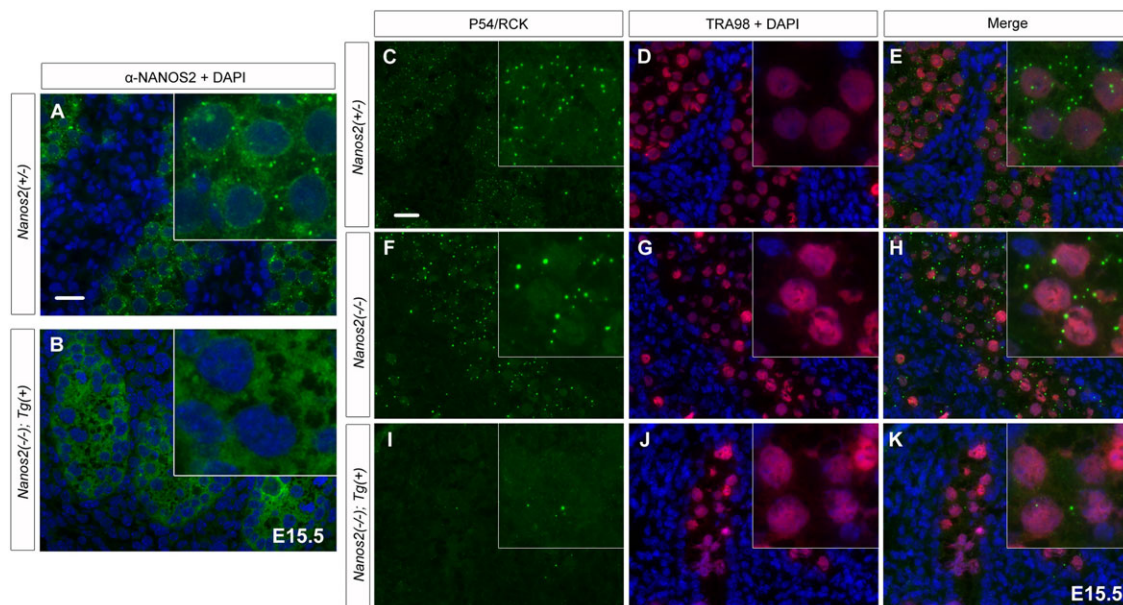 P54/RCK
TRA98 + DAPI
Merge
α-NANOS2 + DAPI
Nanos2(+/-)
A
Nanos2(-/-); Tg(+)
B
E15.5
Nanos2(+/-)
C
D
E
Nanos2(-/-)
F
G
H
Nanos2(-/-); Tg(+)
I
J
K
E15.5